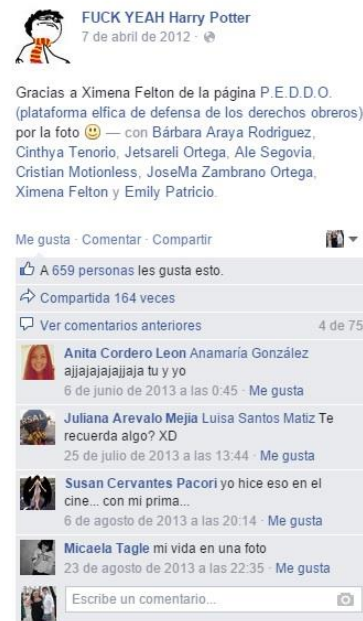 FUCK YEAH Harry Potter
7 de abril de 2012 ·
Gracias a Ximena Felton de la página P.E.D.D.O.
(plataforma elfica de defensa de los derechos obreros)
por la foto — con Bárbara Araya Rodriguez,
Cinthya Tenorio, Jetsareli Ortega, Ale Segovia,
Cristian Motionless, JoseMa Zambrano Ortega,
Ximena Felton y Emily Patricio.
Me gusta · Comentar · Compartir
A 659 personas les gusta esto.
Compartida 164 veces
Ver comentarios anteriores 4 de 75
Anita Cordero Leon Anamaría González
ajjajajajajjaja tu y yo
6 de junio de 2013 a las 0:45 · Me gusta
Juliana Arevalo Mejia Luisa Santos Matiz Te
recuerda algo? XD
25 de julio de 2013 a las 13:44 · Me gusta
Susan Cervantes Pacori yo hice eso en el
cine... con mi prima...
6 de agosto de 2013 a las 20:14 · Me gusta
Micaela Tagle mi vida en una foto
23 de agosto de 2013 a las 22:35 · Me gusta
Escribe un comentario...